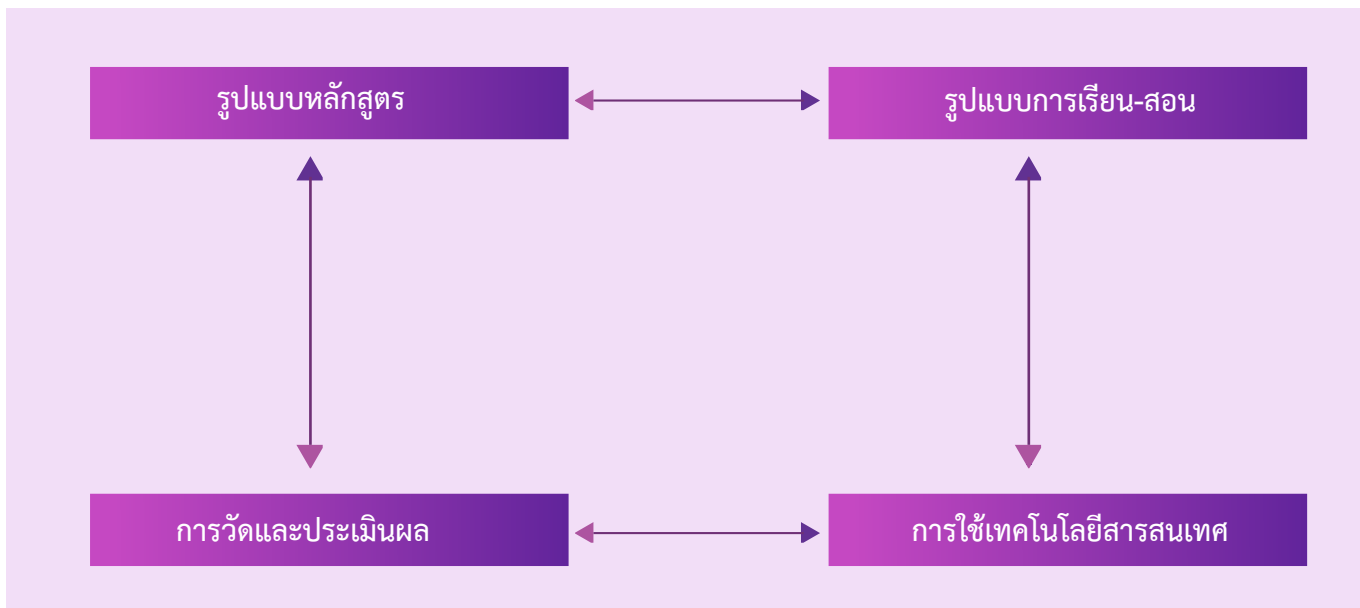 รูปแบบหลักสูตร
รูปแบบการเรียน-สอน
การวัดและประเมินผล
การใช้เทคโนโลยีสารสนเทศ